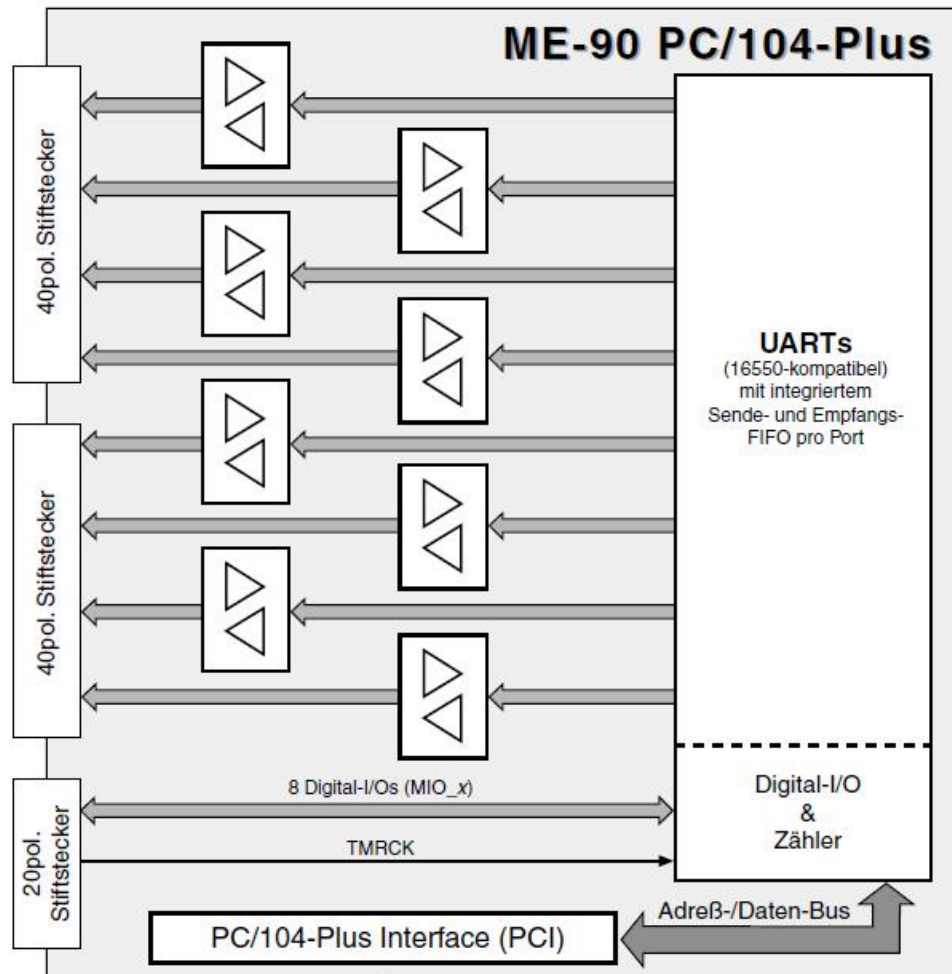 ME-90 PC/104-Plus
40pol. Stiftstecker
40pol. Stiftstecker
20pol.
Stiftstecker
UARTs
(16550-kompatibel)
mit integriertem
Sende- und Empfangs-
FIFO pro Port
8 Digital-I/Os (MIO_x)
TMRCK
Digital-I/O
&
Zähler
Adreß-/Daten-Bus
PC/104-Plus Interface (PCI)